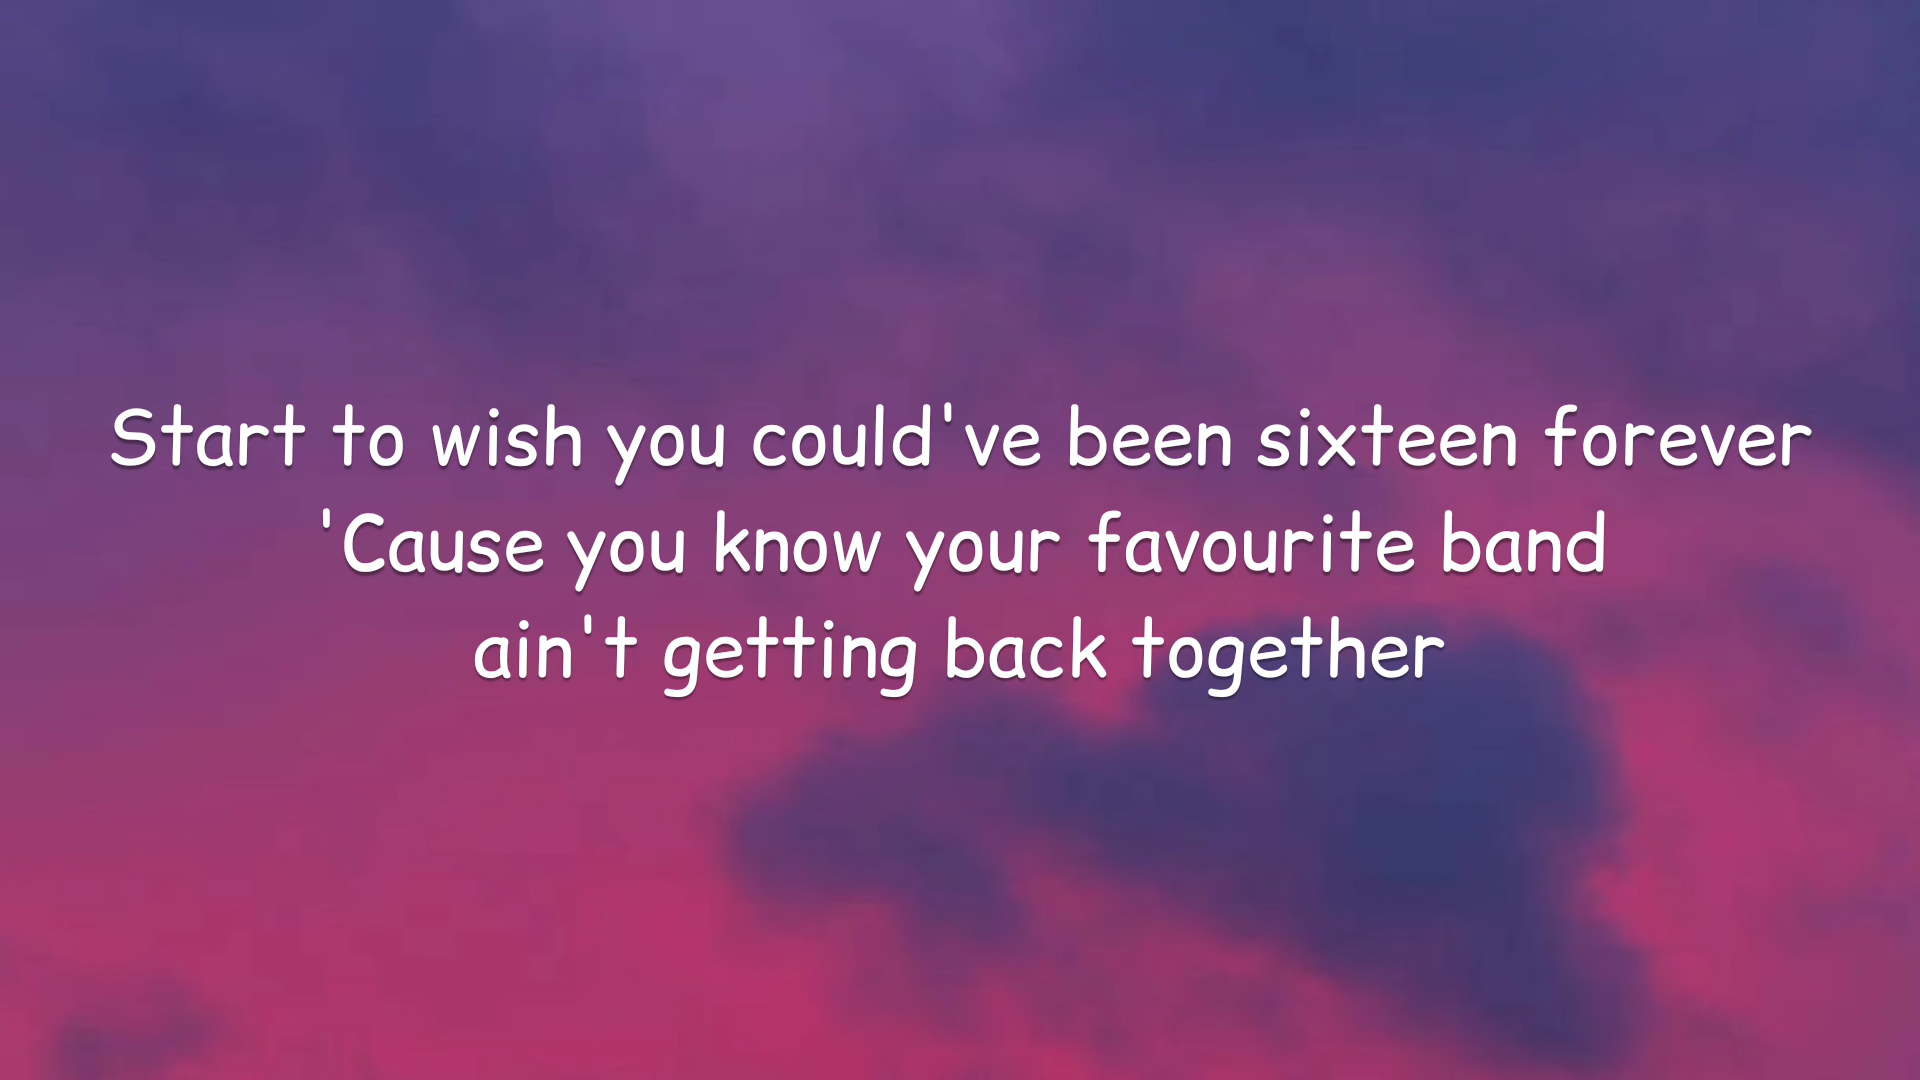 Start to wish you could've been sixteen forever
'Cause you know your favourite band
ain't getting back together